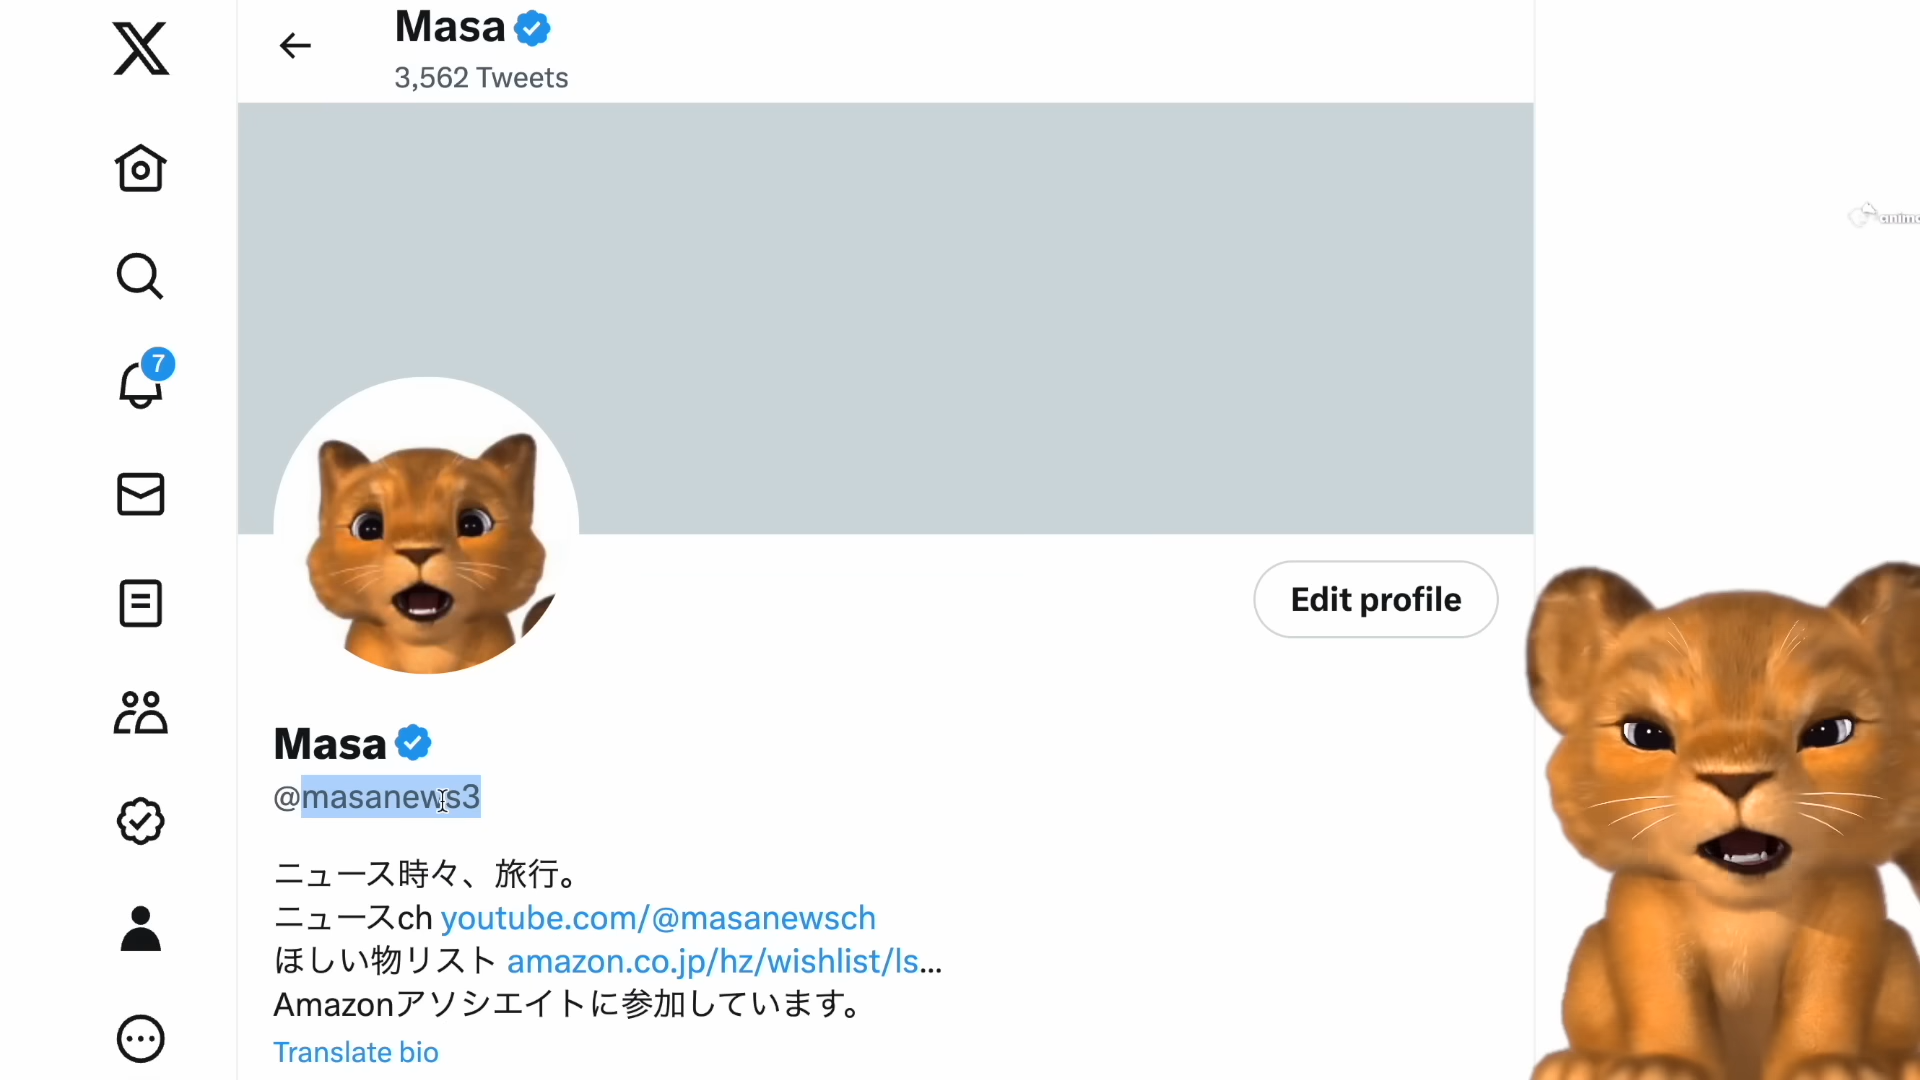 Masa
3,562 Tweets
7
Edit profile
Masa
@masanews3
ニュース時々、旅行。
ニュースch youtube.com/@masanewsch
ほしい物リスト amazon.co.jp/hz/wishlist/ls...
Amazonアソシエイトに参加しています。
Translate bio